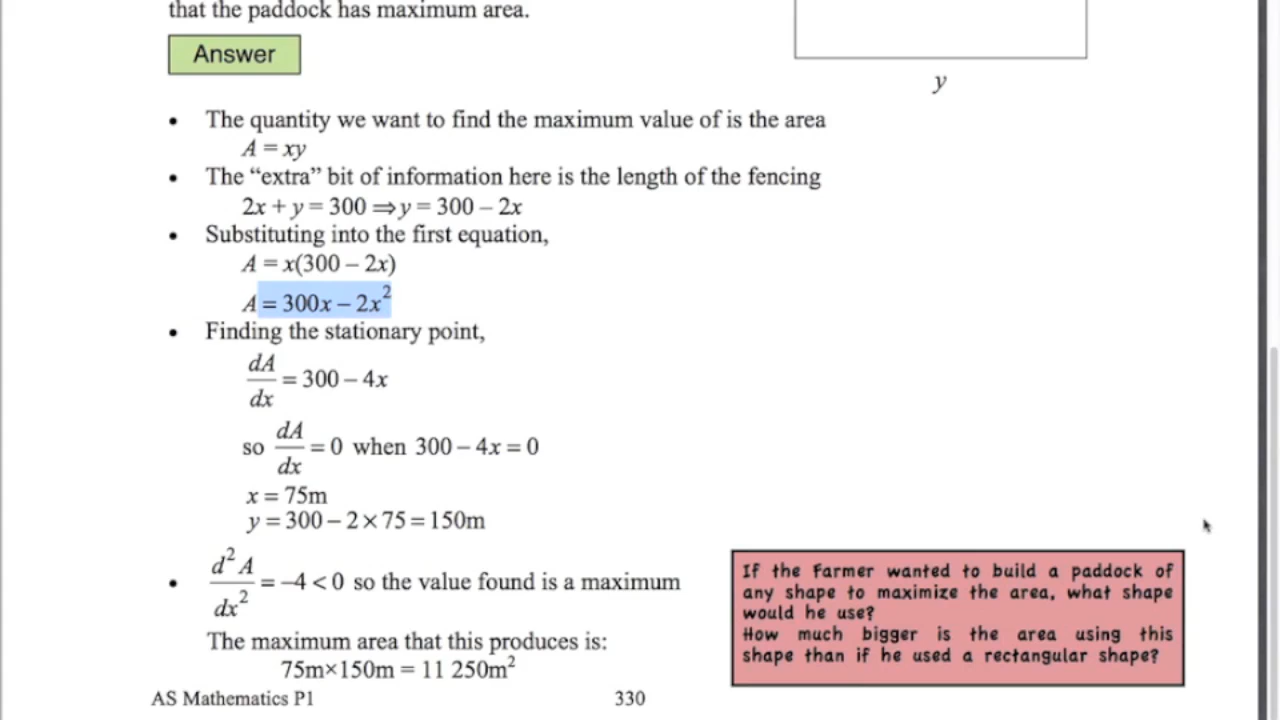 that the paddock has maximum area.
Answer
y
• The quantity we want to find the maximum value of is the area
A = xy
• The “extra” bit of information here is the length of the fencing
2x + y = 300 ⇒ y = 300 – 2x
• Substituting into the first equation,
A = x(300 – 2x)
A = 300x – 2x²
• Finding the stationary point,
dA/dx = 300 – 4x
so dA/dx = 0 when 300 – 4x = 0
x = 75m
y = 300 – 2 × 75 = 150m
• d²A/dx² = –4 < 0 so the value found is a maximum
The maximum area that this produces is:
75m×150m = 11 250m²
If the Farmer wanted to build a paddock of
any shape to maximize the area, what shape
would he use?
How much bigger is the area using this
shape than if he used a rectangular shape?
AS Mathematics P1
330